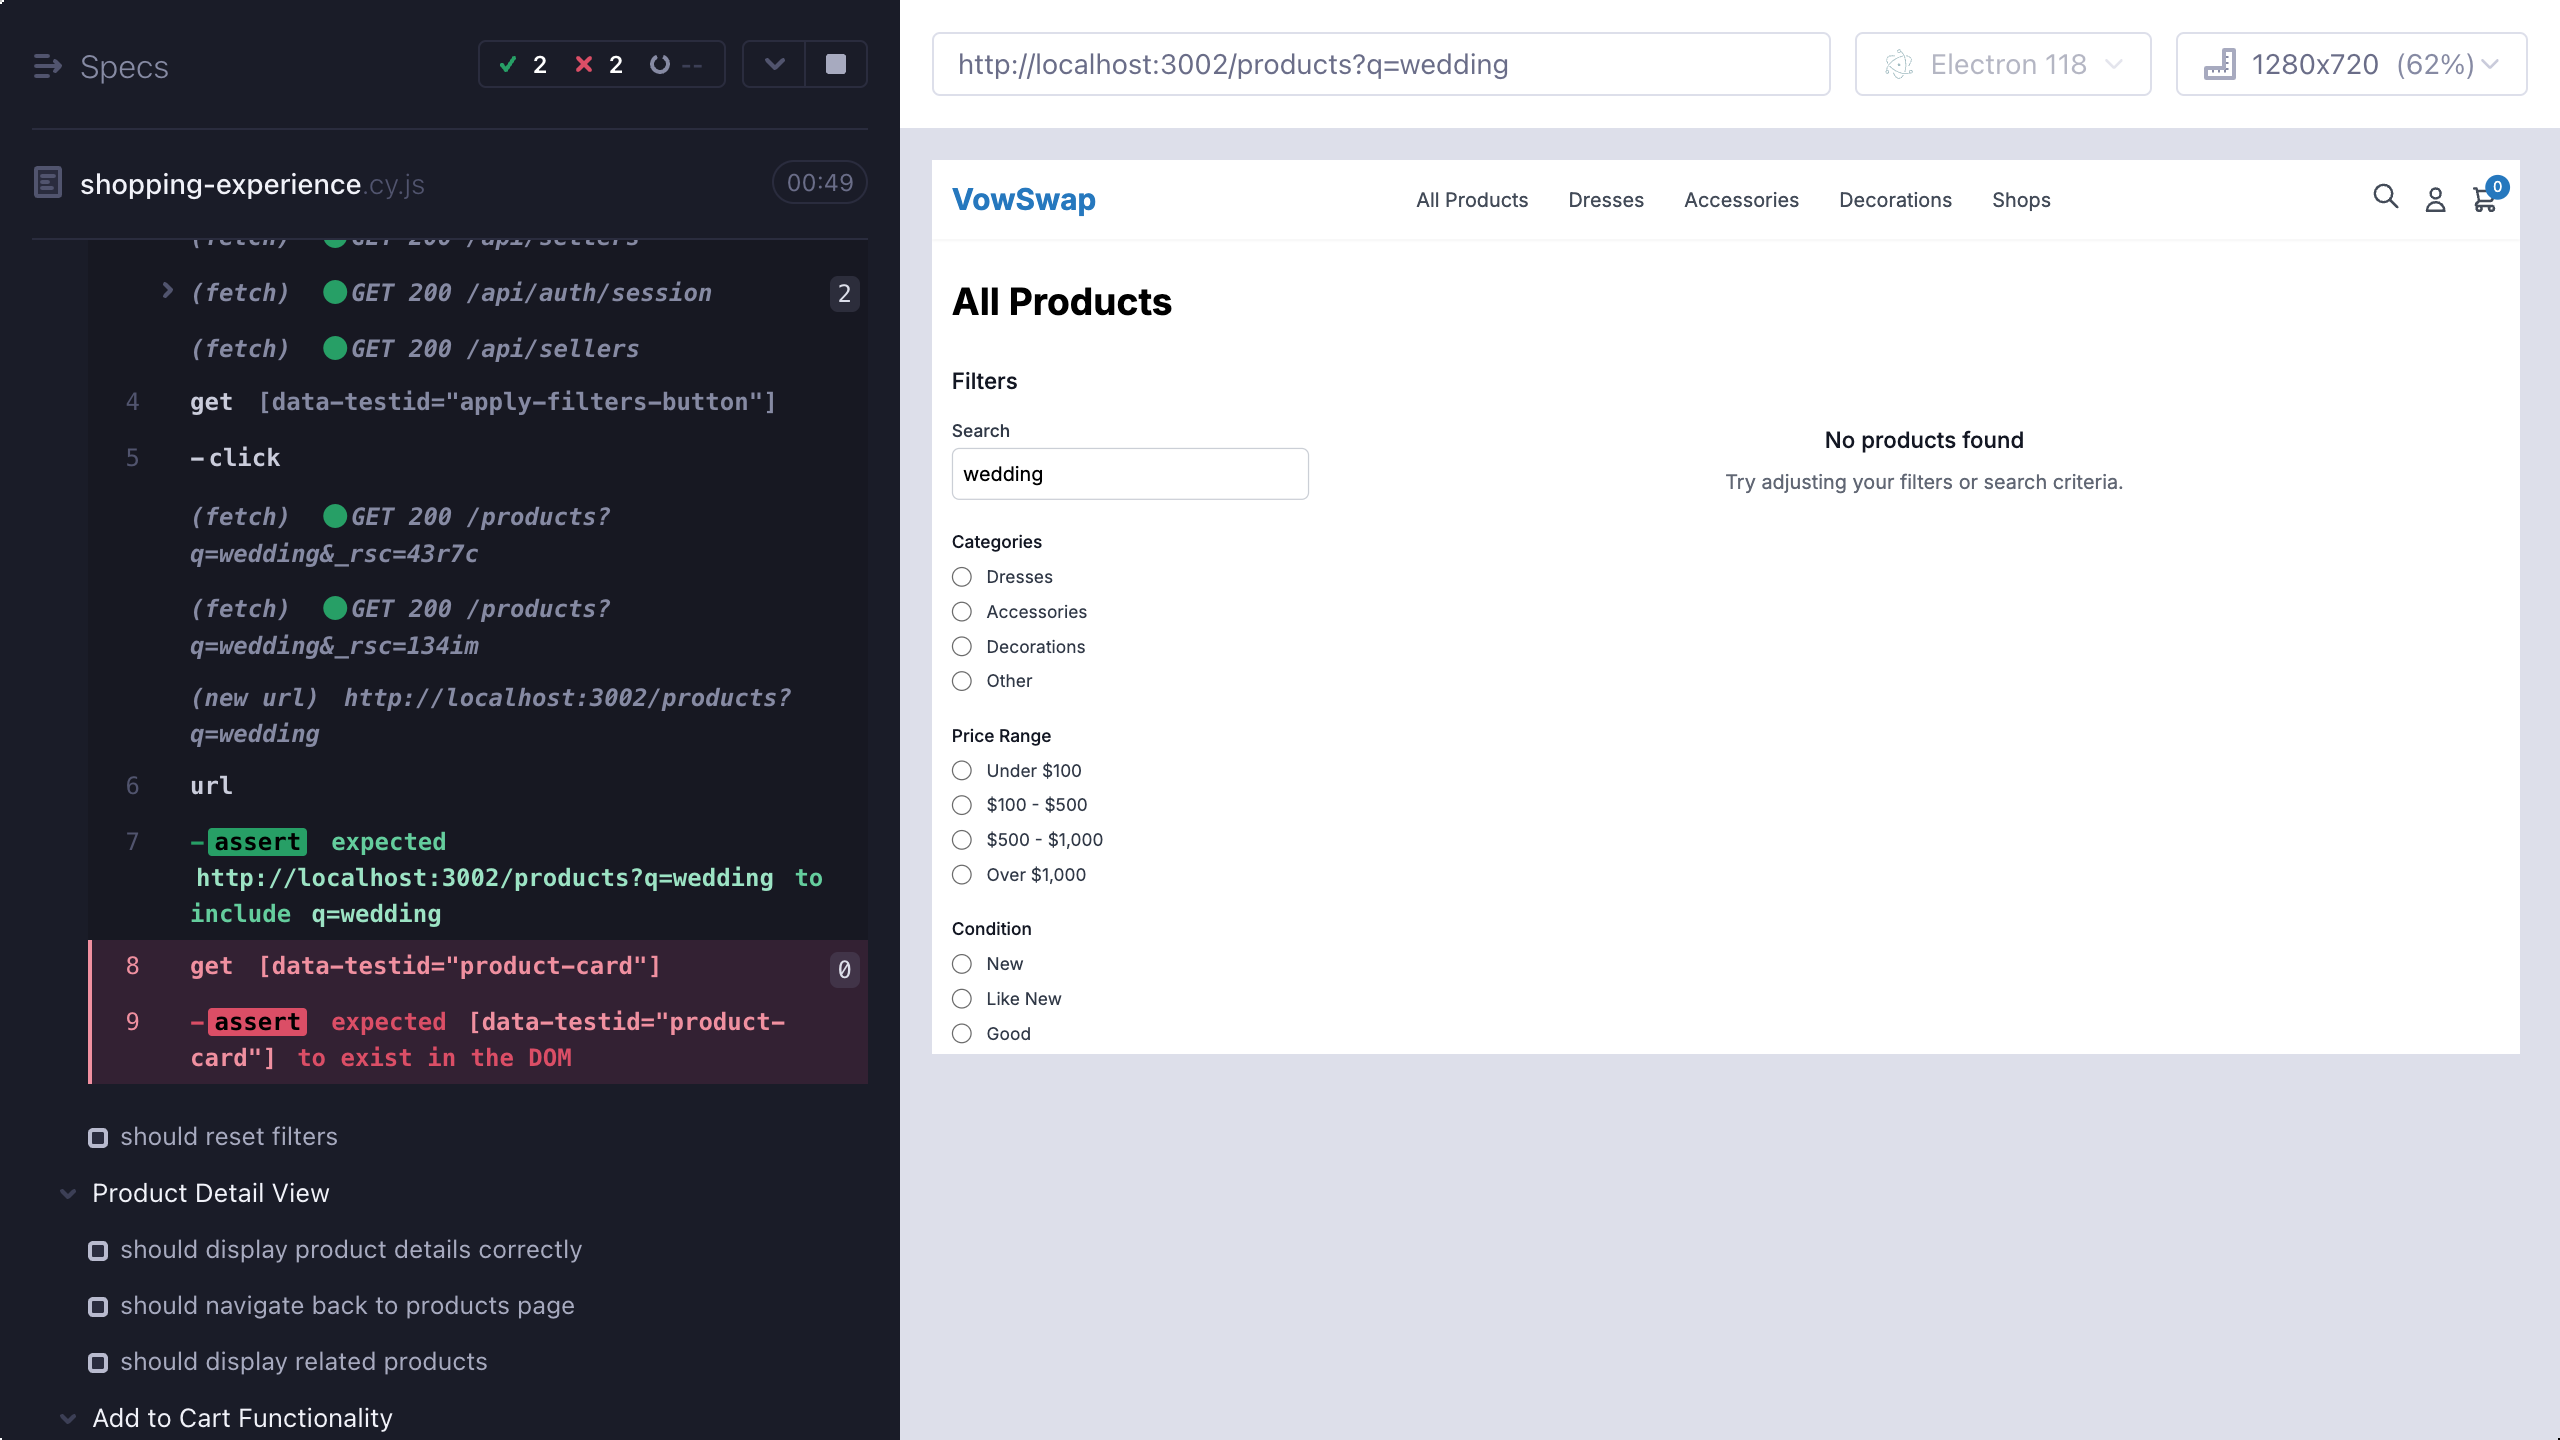 Specs
2
2
--
shopping-experience.cy.js
00:49
(fetch) GET 200 /api/sellers
(fetch) GET 200 /api/auth/session
2
(fetch) GET 200 /api/sellers
4 get [data-testid="apply-filters-button"]
5 -click
(fetch) GET 200 /products?
q=wedding&_rsc=43r7c
(fetch) GET 200 /products?
q=wedding&_rsc=134im
(new url) http://localhost:3002/products?
q=wedding
6 url
7 -assert expected
http://localhost:3002/products?q=wedding to
include q=wedding
8 get [data-testid="product-card"]
0
9 -assert expected [data-testid="product-
card"] to exist in the DOM
should reset filters
Product Detail View
should display product details correctly
should navigate back to products page
should display related products
Add to Cart Functionality
http://localhost:3002/products?q=wedding
Electron 118
1280x720 (62%)
VowSwap
All Products
Dresses
Accessories
Decorations
Shops
0
All Products
Filters
Search
wedding
Categories
Dresses
Accessories
Decorations
Other
Price Range
Under $100
$100 - $500
$500 - $1,000
Over $1,000
Condition
New
Like New
Good
No products found
Try adjusting your filters or search criteria.